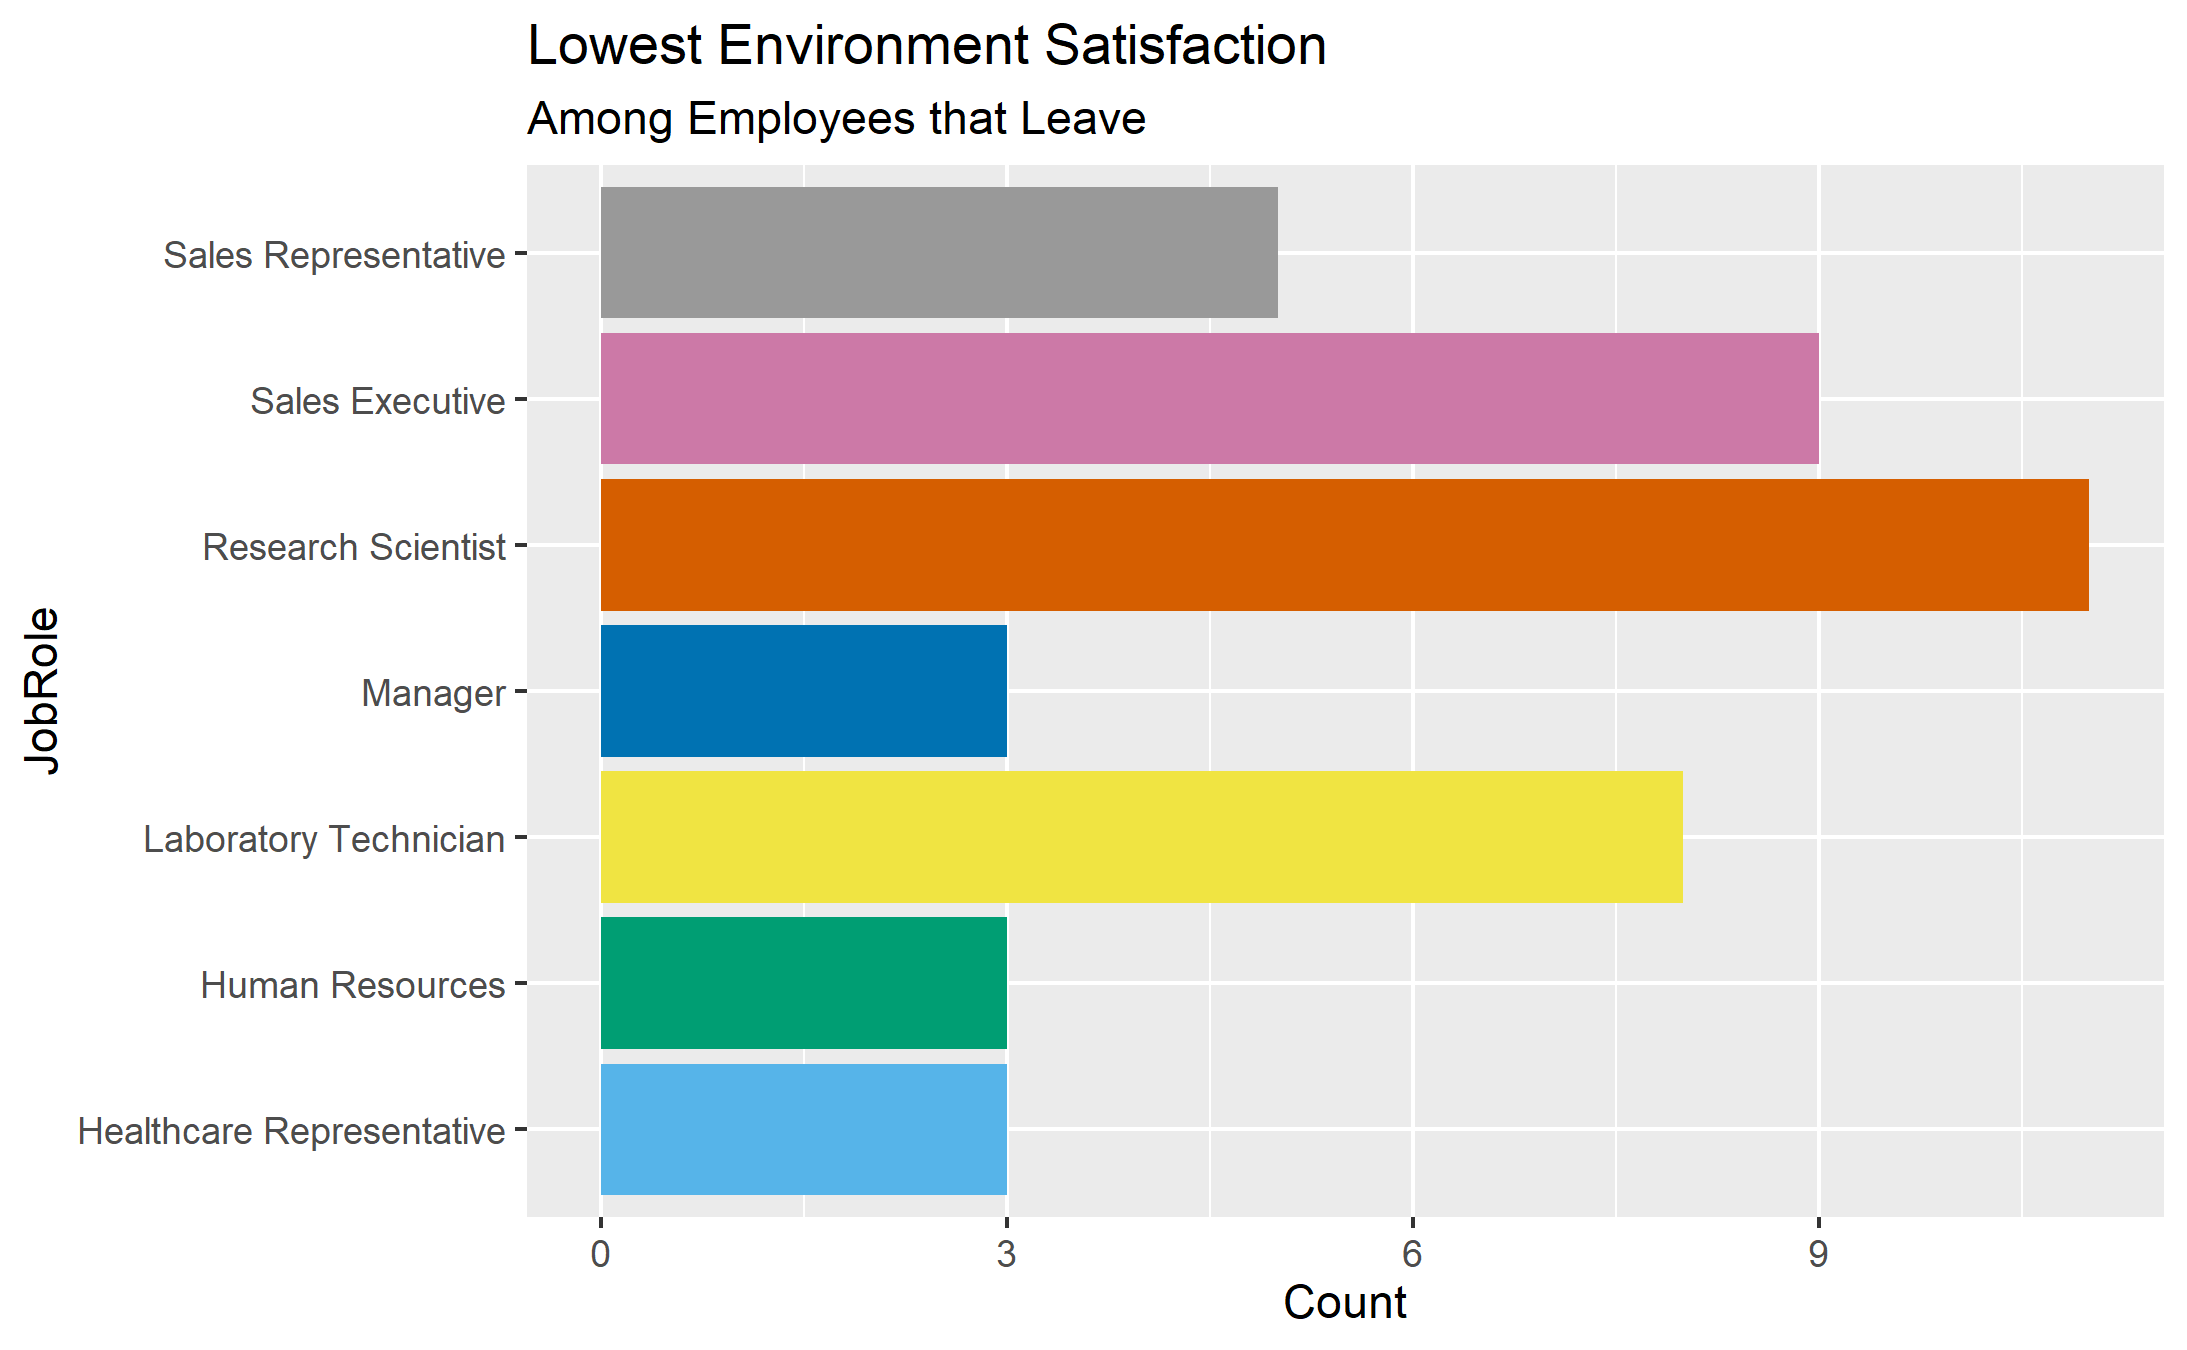 Lowest Environment Satisfaction
Among Employees that Leave
Sales Representative
Sales Executive
Research Scientist
Manager
Laboratory Technician
Human Resources
Healthcare Representative
JobRole
0 3 6 9
Count